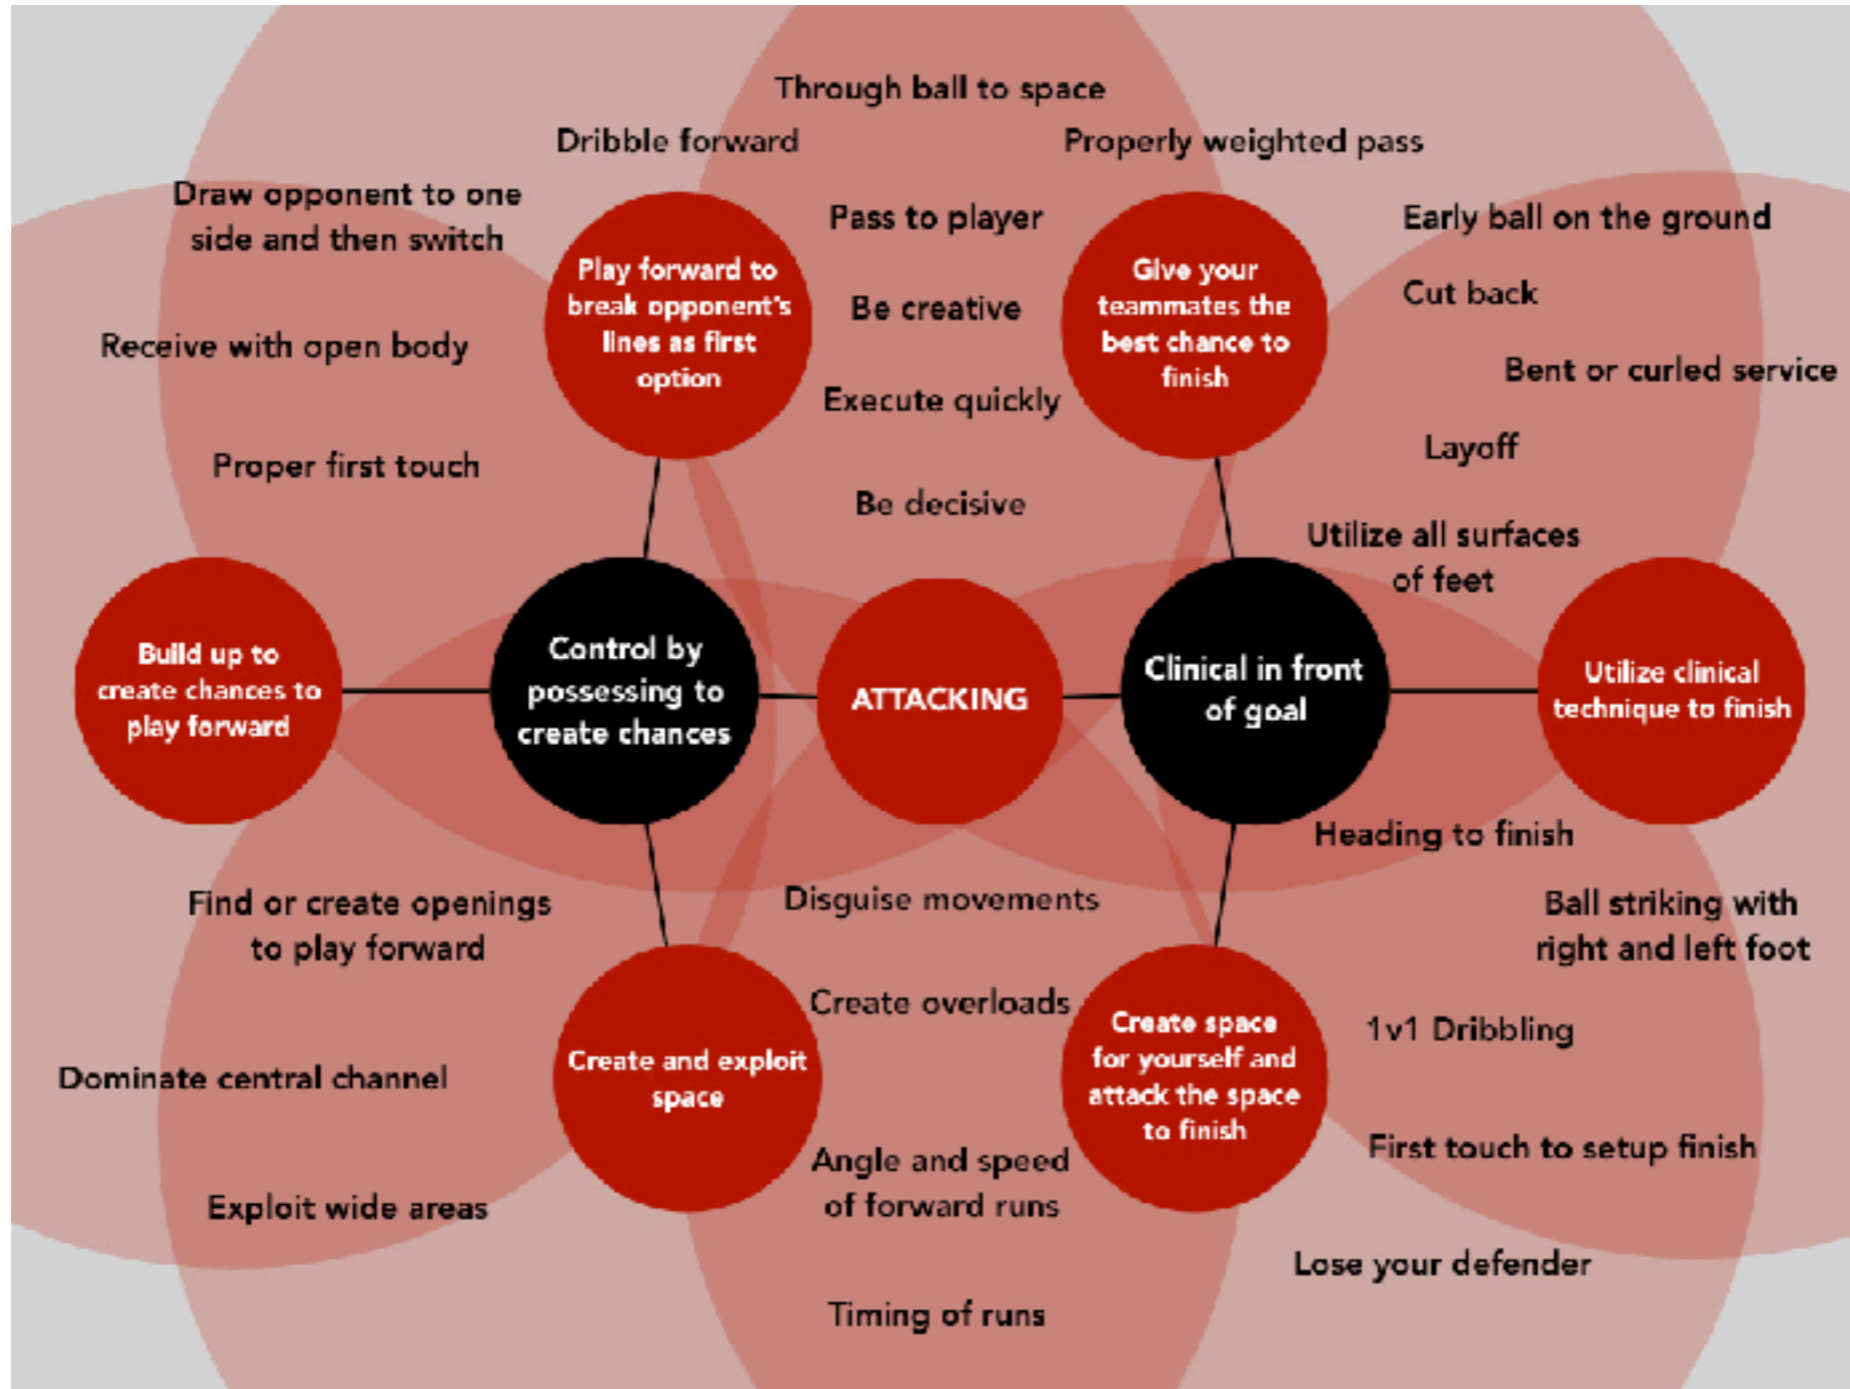 Through ball to space
Dribble forward
Properly weighted pass
Draw opponent to one
side and then switch
Pass to player
Early ball on the ground
Play forward to
break opponent's
lines as first
option
Give your
teammates the
best chance to
finish
Be creative
Cut back
Receive with open body
Bent or curled service
Execute quickly
Layoff
Proper first touch
Be decisive
Utilize all surfaces
of feet
Build up to
create chances to
play forward
Control by
possessing to
create chances
ATTACKING
Clinical in front
of goal
Utilize clinical
technique to finish
Heading to finish
Find or create openings
to play forward
Disguise movements
Ball striking with
right and left foot
Create overloads
Create and exploit
space
Create space
for yourself and
attack the space
to finish
1v1 Dribbling
Dominate central channel
Angle and speed
of forward runs
First touch to setup finish
Exploit wide areas
Lose your defender
Timing of runs